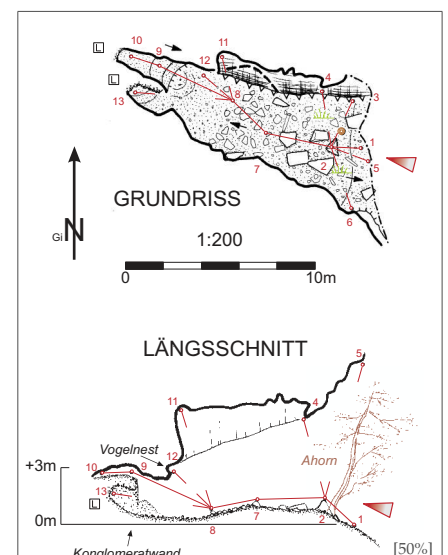 10
9
12
11
L
L
13
8
4
3
1
5
2
7
6
GRUNDRISS
Gi N
1:200
0 10m
LÄNGSSCHNITT
5
11
4
Vogelnest
12
Ahorn
+3m
10
9
13
L
0m
8
7
2
1
Konglomeratwand
[50%]